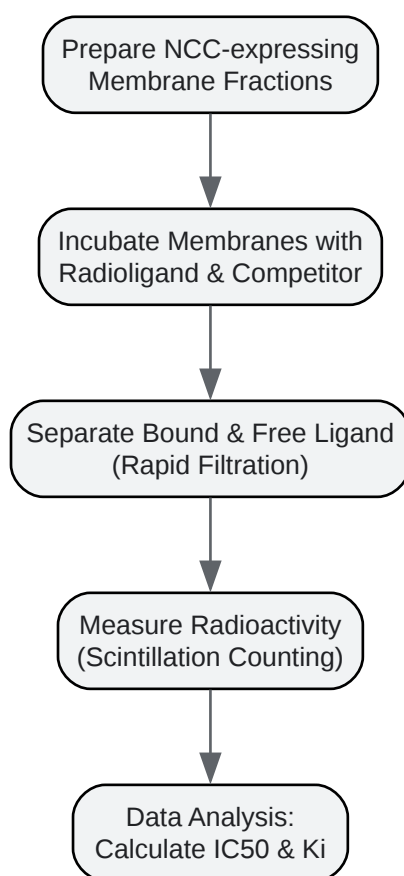 Prepare NCC-expressing
Membrane Fractions
Incubate Membranes with
Radioligand & Competitor
Separate Bound & Free Ligand
(Rapid Filtration)
Measure Radioactivity
(Scintillation Counting)
Data Analysis:
Calculate IC50 & Ki